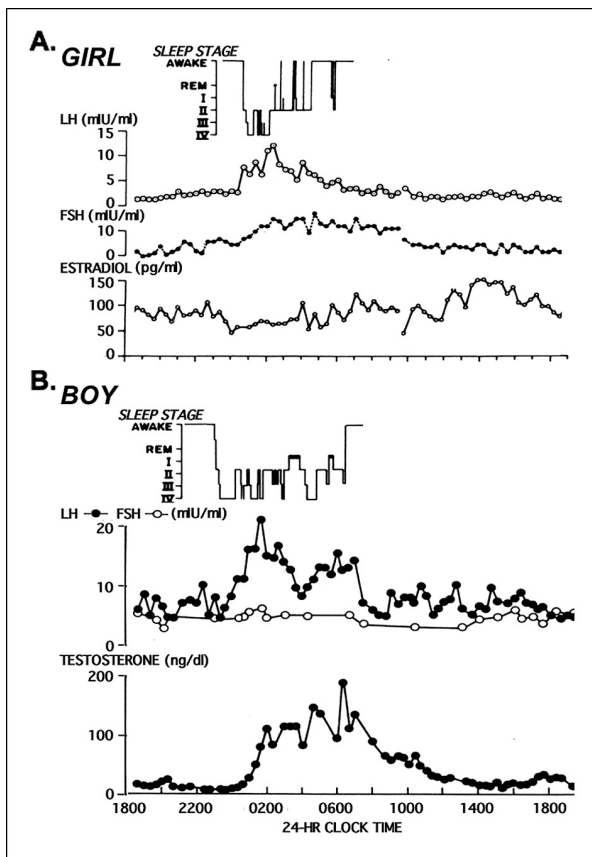 A. GIRL
SLEEP STAGE
AWAKE
REM
I
II
III
IV
LH (mIU/ml)
15
10
5
0
FSH (mIU/ml)
10
0
ESTRADIOL (pg/ml)
150
100
50
0
B. BOY
SLEEP STAGE
AWAKE
REM
I
II
III
IV
LH FSH (mIU/ml)
20
10
0
TESTOSTERONE (ng/dl)
200
100
0
1800 2200 0200 0600 1000 1400 1800
24-HR CLOCK TIME